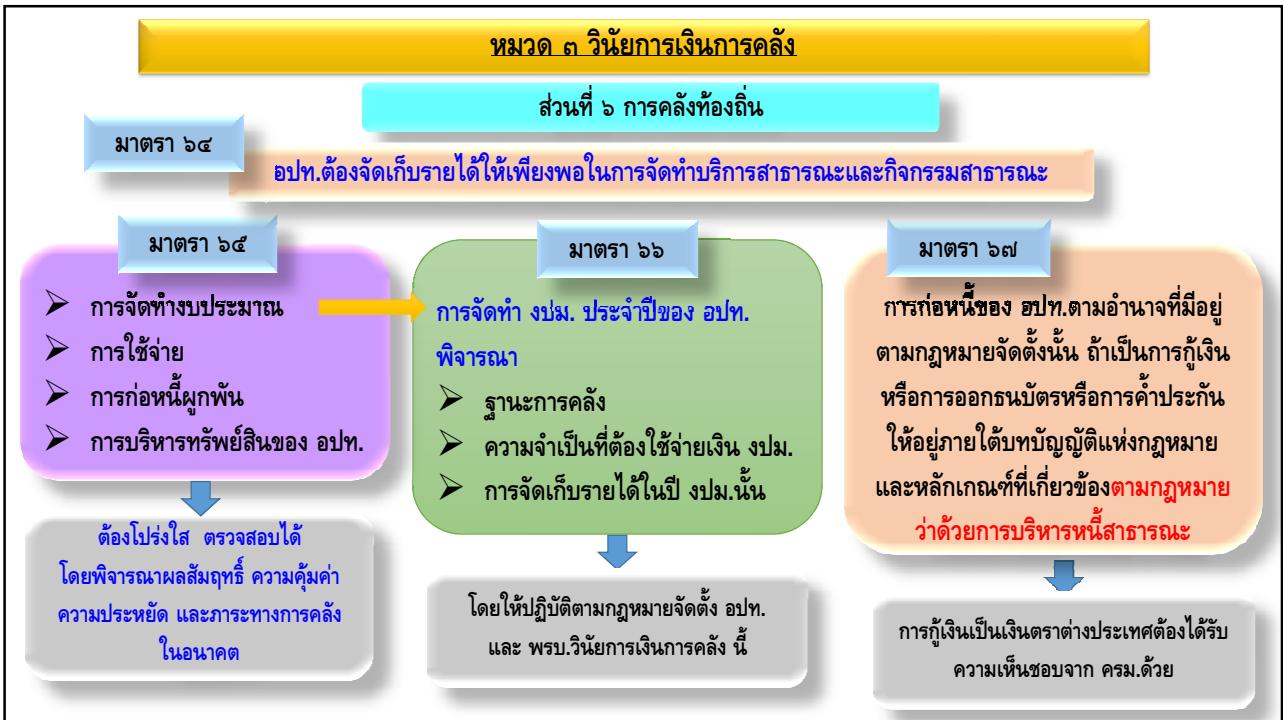 หมวด ๓ วินัยการเงินการคลัง
ส่วนที่ ๖ การคลังท้องถิ่น
มาตรา ๖๔
อปท.ต้องจัดเก็บรายได้ให้เพียงพอในการจัดทำบริการสาธารณะและกิจกรรมสาธารณะ
มาตรา ๖๕
➢ การจัดทำงบประมาณ
➢ การใช้จ่าย
➢ การก่อหนี้ผูกพัน
➢ การบริหารทรัพย์สินของ อปท.
ต้องโปร่งใส ตรวจสอบได้
โดยพิจารณาผลสัมฤทธิ์ ความคุ้มค่า
ความประหยัด และภาระทางการคลัง
ในอนาคต
มาตรา ๖๖
การจัดทำ งปม. ประจำปีของ อปท.
พิจารณา
➢ ฐานะการคลัง
➢ ความจำเป็นที่ต้องใช้จ่ายเงิน งปม.
➢ การจัดเก็บรายได้ในปี งปม.นั้น
โดยให้ปฏิบัติตามกฎหมายจัดตั้ง อปท.
และ พรบ.วินัยการเงินการคลัง นี้
มาตรา ๖๗
การก่อหนี้ของ อปท.ตามอำนาจที่มีอยู่
ตามกฎหมายจัดตั้งนั้น ถ้าเป็นการกู้เงิน
หรือการออกธนบัตรหรือการค้ำประกัน
ให้อยู่ภายใต้บทบัญญัติแห่งกฎหมาย
และหลักเกณฑ์ที่เกี่ยวข้องตามกฎหมาย
ว่าด้วยการบริหารหนี้สาธารณะ
การกู้เงินเป็นเงินตราต่างประเทศต้องได้รับ
ความเห็นชอบจาก ครม.ด้วย